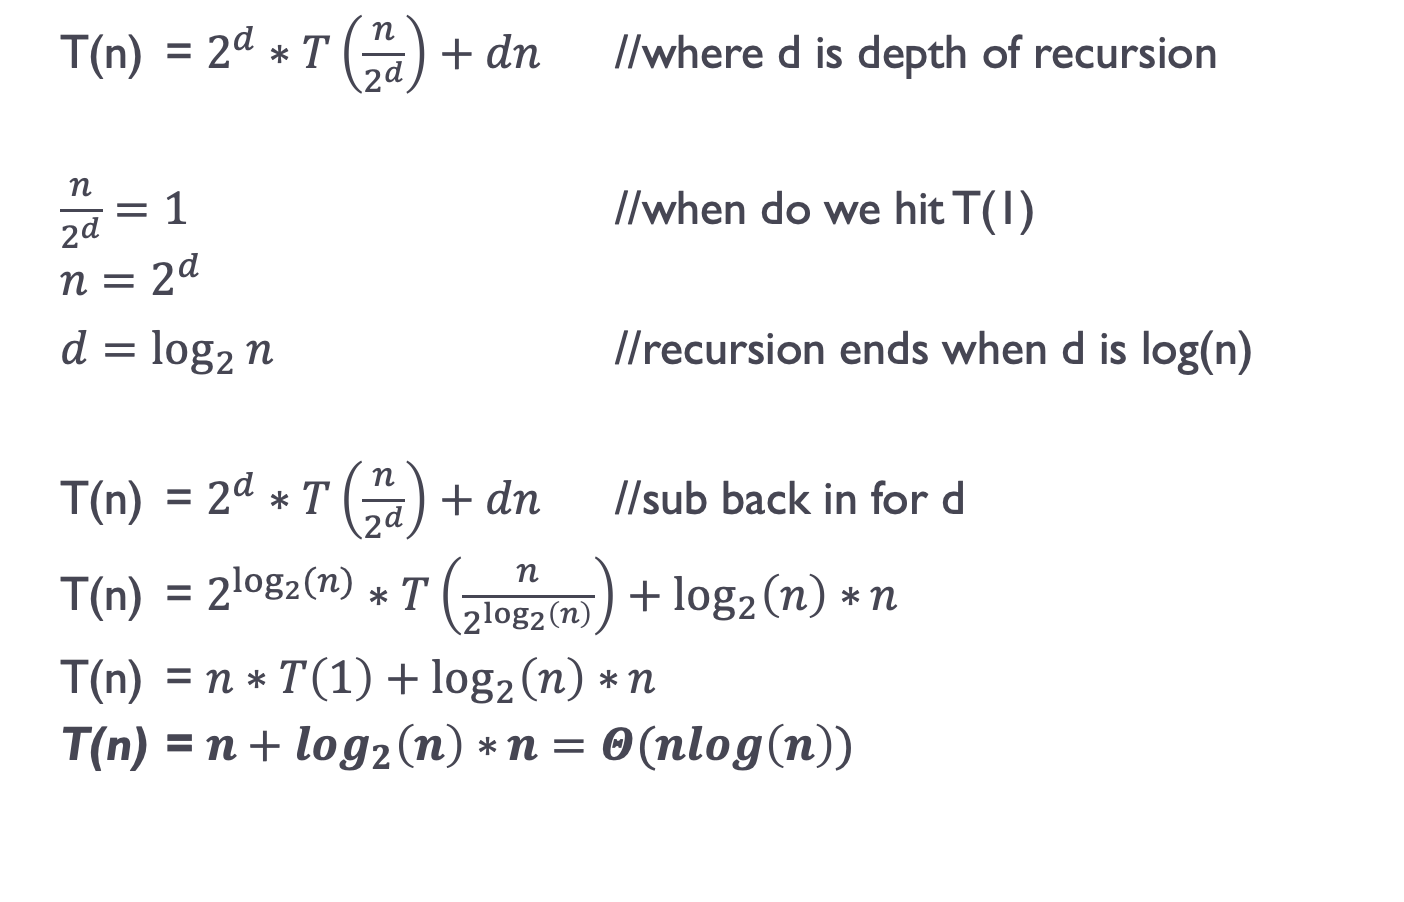 T(n) = 2^d * T(n/2^d) + dn //where d is depth of recursion
n/2^d = 1 //when do we hit T(1)
n = 2^d
d = log₂ n //recursion ends when d is log(n)
T(n) = 2^d * T(n/2^d) + dn //sub back in for d
T(n) = 2^(log₂(n)) * T(n/2^(log₂(n))) + log₂(n) * n
T(n) = n * T(1) + log₂(n) * n
T(n) = n + log₂(n) * n = Θ(nlog(n))